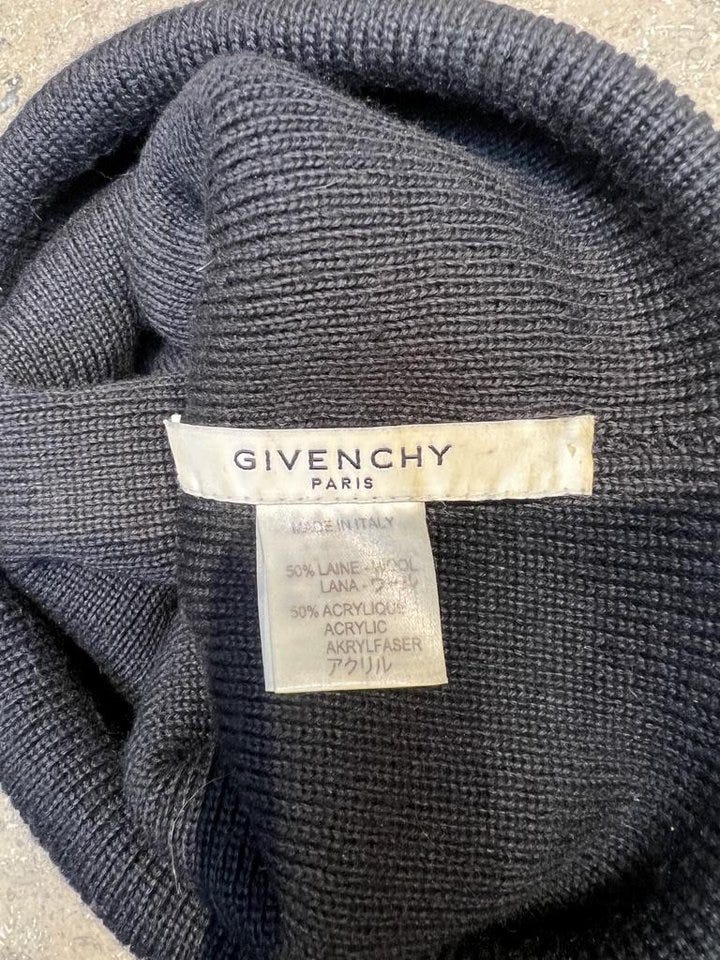 GIVENCHY
PARIS
MADE IN ITALY
50% LAINE - WOOL
LANA - ウール
50% ACRYLIQUE
ACRYLIC
AKRYLFASER
アクリル